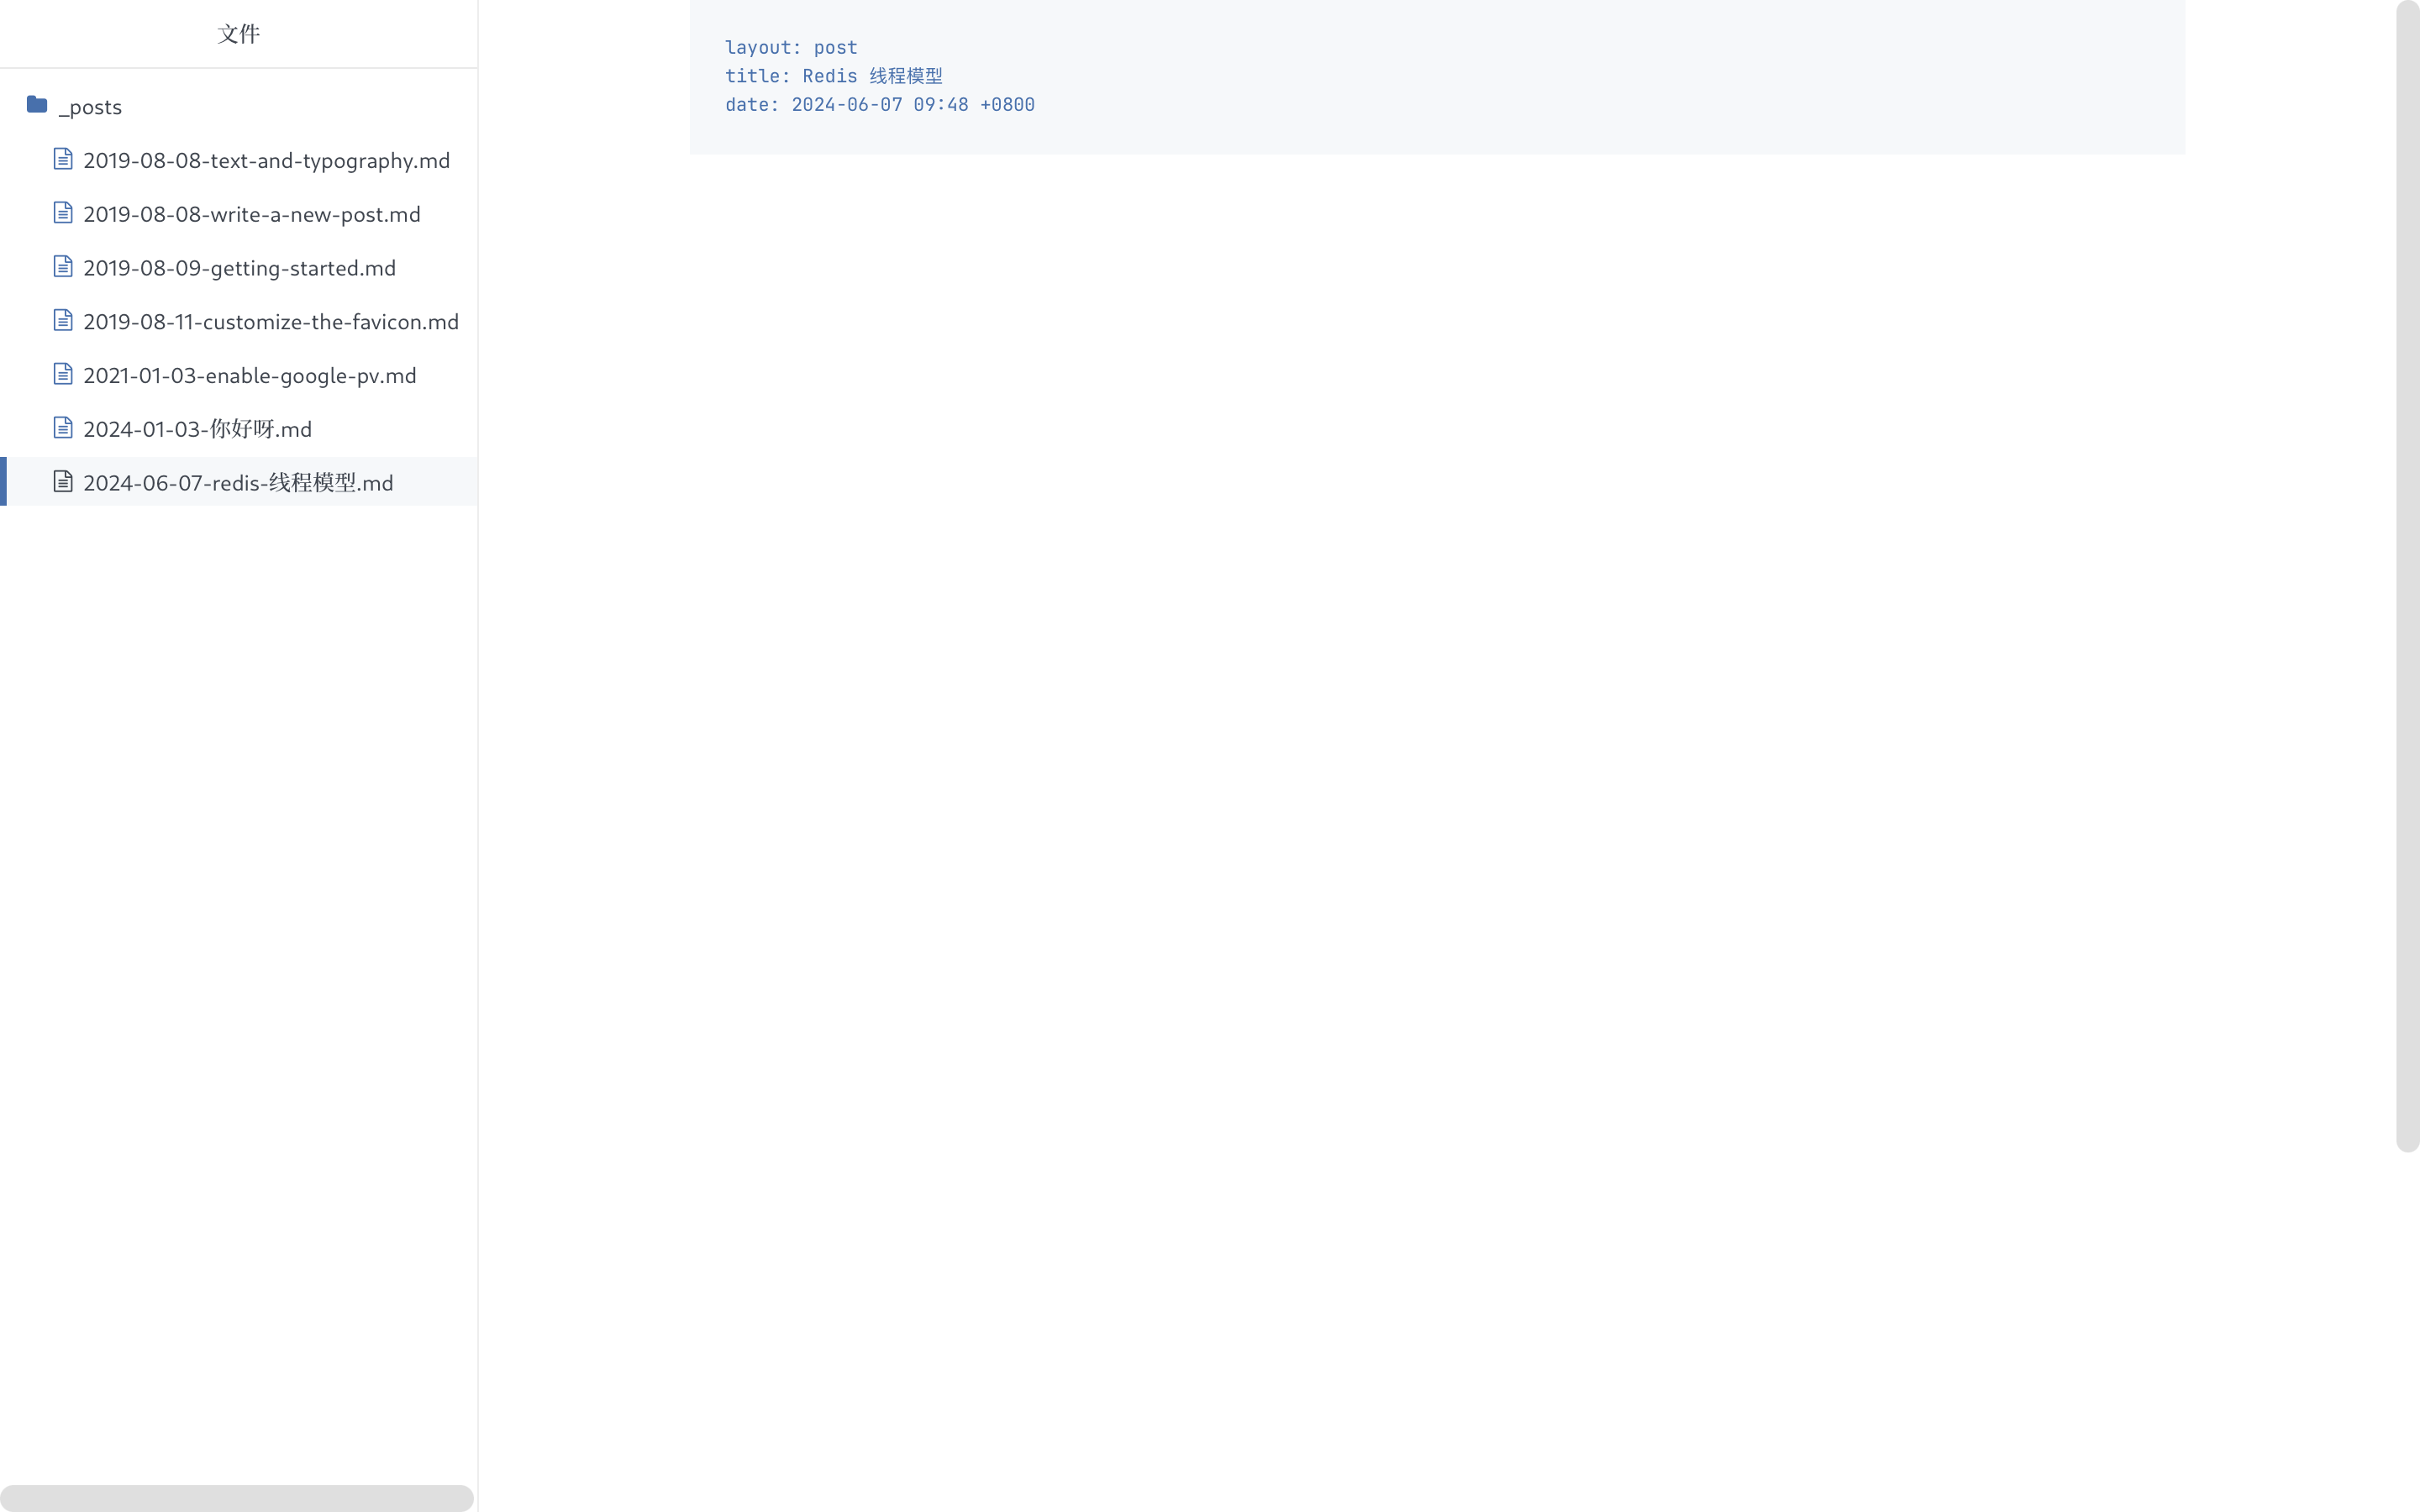 文件
_posts
2019-08-08-text-and-typography.md
2019-08-08-write-a-new-post.md
2019-08-09-getting-started.md
2019-08-11-customize-the-favicon.md
2021-01-03-enable-google-pv.md
2024-01-03-你好呀.md
2024-06-07-redis-线程模型.md
layout: post
title: Redis 线程模型
date: 2024-06-07 09:48 +0800